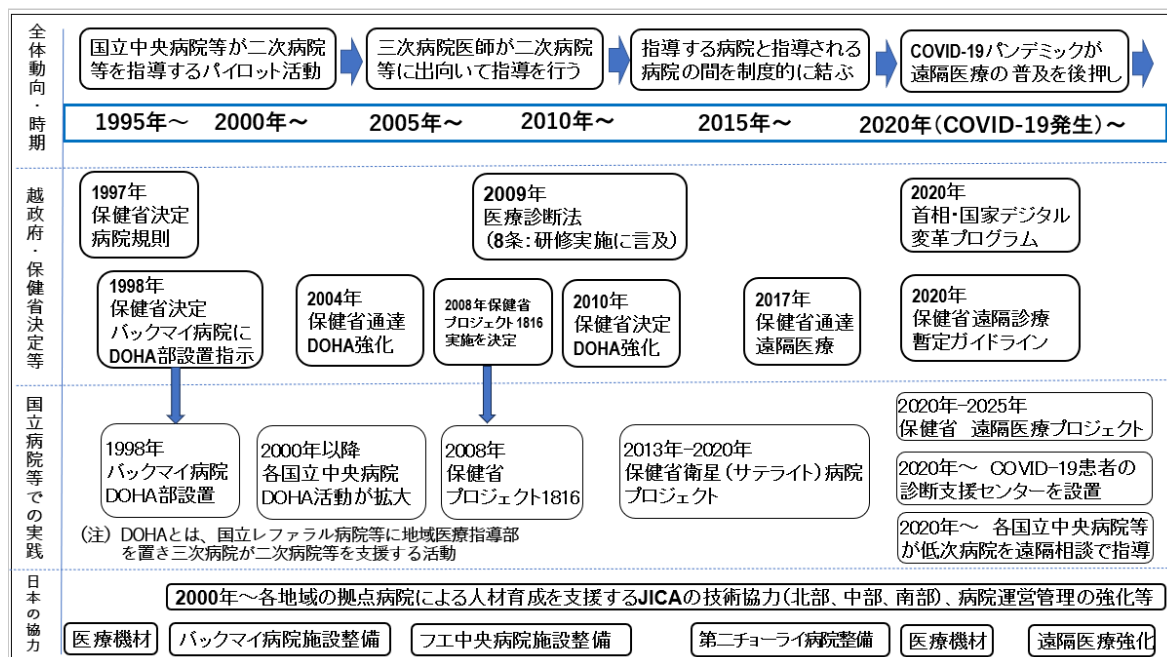 全体動向・時期
国立中央病院等が二次病院
等を指導するパイロット活動
三次病院医師が二次病院
等に出向いて指導を行う
指導する病院と指導される
病院の間を制度的に結ぶ
COVID-19パンデミックが
遠隔医療の普及を後押し
1995年～ 2000年～ 2005年～ 2010年～ 2015年～ 2020年(COVID-19発生)～
越政府・保健省決定等
1997年
保健省決定
病院規則
2009年
医療診断法
(8条：研修実施に言及)
2020年
首相・国家デジタル
変革プログラム
1998年
保健省決定
バックマイ病院に
DOHA部設置指示
2004年
保健省通達
DOHA強化
2008年保健省
プロジェクト1816
実施を決定
2010年
保健省決定
DOHA強化
2017年
保健省通達
遠隔医療
2020年
保健省遠隔診療
暫定ガイドライン
国立病院等での実践
1998年
バックマイ病院
DOHA部設置
2000年以降
各国立中央病院
DOHA活動が拡大
2008年
保健省
プロジェクト1816
2013年-2020年
保健省衛星（サテライト）病院
プロジェクト
2020年-2025年
保健省 遠隔医療プロジェクト
2020年～ COVID-19患者の
診断支援センターを設置
2020年～ 各国立中央病院等
が低次病院を遠隔相談で指導
(注) DOHAとは、国立レファラル病院等に地域医療指導部
を置き三次病院が二次病院等を支援する活動
日本の協力
2000年～各地域の拠点病院による人材育成を支援するJICAの技術協力(北部、中部、南部)、病院運営管理の強化等
医療機材
バックマイ病院施設整備
フエ中央病院施設整備
第二チョーライ病院整備
医療機材
遠隔医療強化